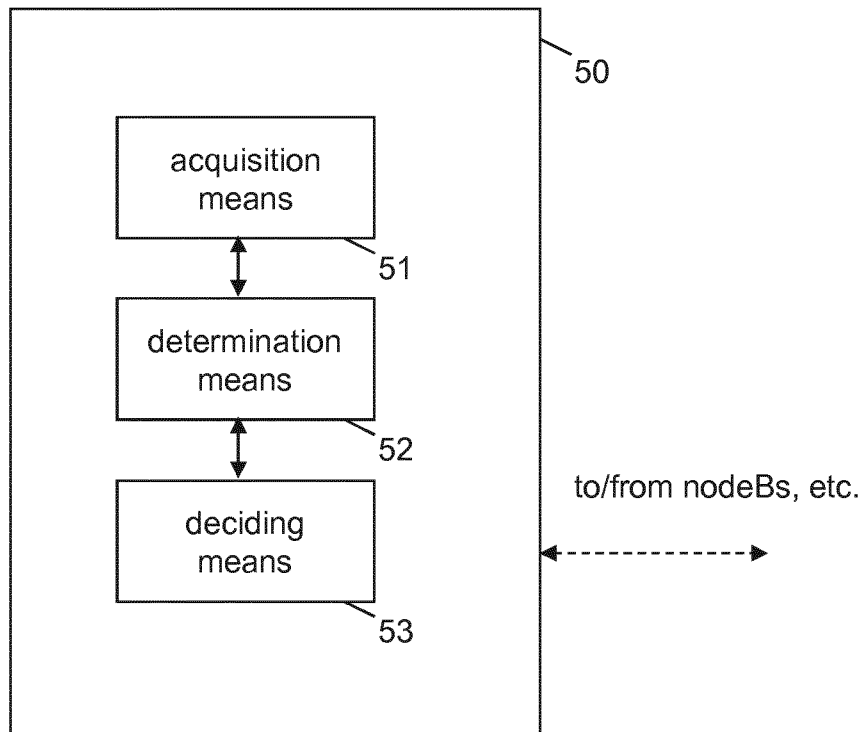 50
acquisition
means
51
determination
means
52
to/from nodeBs, etc.
deciding
means
53